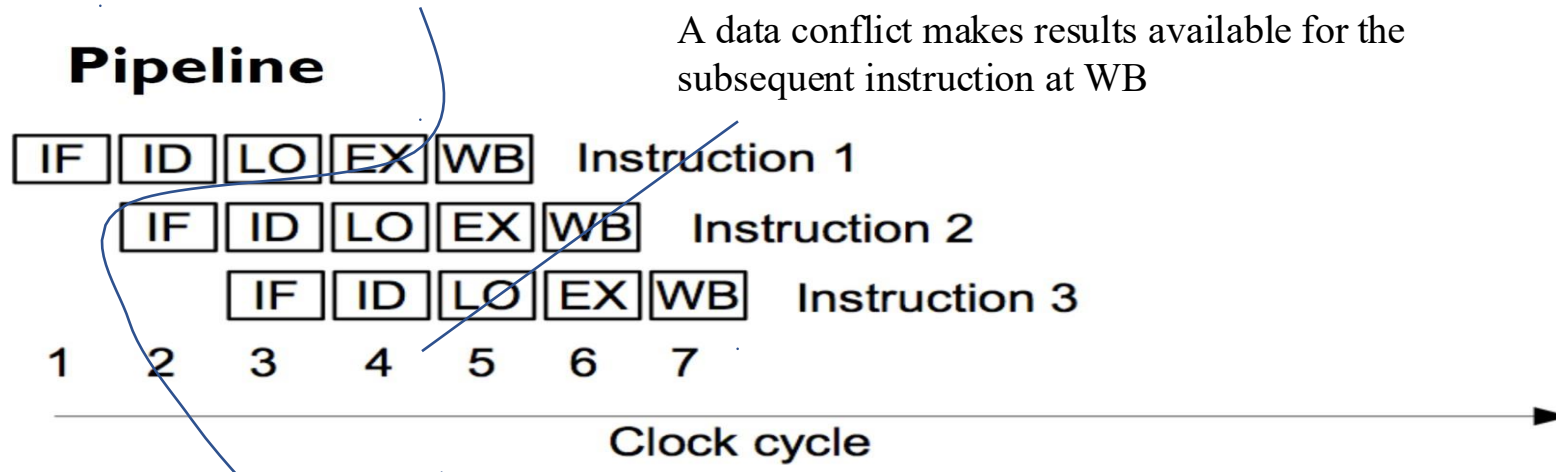 A data conflict makes results available for the
subsequent instruction at WB
Pipeline
IF ID LO EX WB Instruction 1
IF ID LO EX WB Instruction 2
IF ID LO EX WB Instruction 3
1 2 3 4 5 6 7
Clock cycle